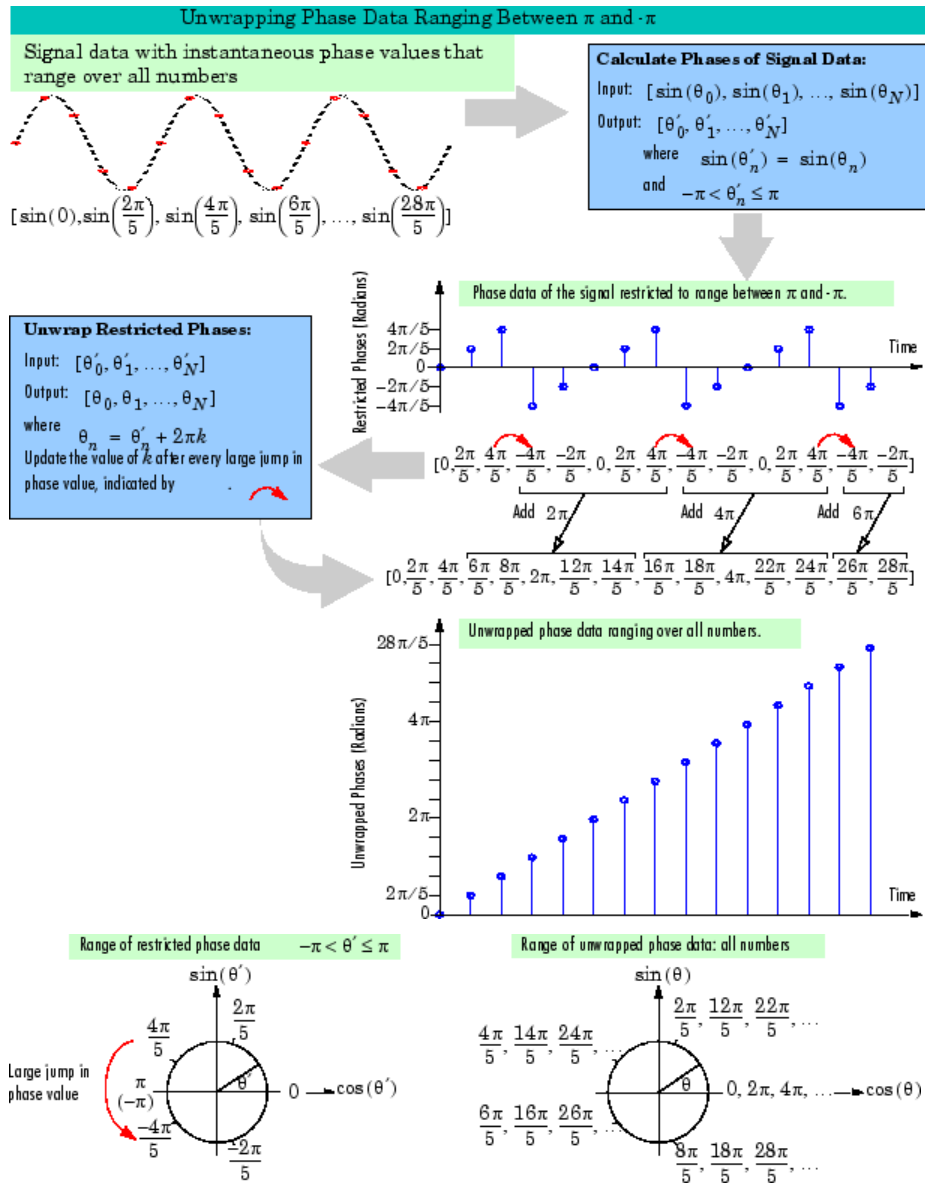 Unwrapping Phase Data Ranging Between π and -π
Signal data with instantaneous phase values that
range over all numbers
[sin(0), sin(2π/5), sin(4π/5), sin(6π/5), ..., sin(28π/5)]
Calculate Phases of Signal Data:
Input: [sin(θ₀), sin(θ₁), ..., sin(θ_N)]
Output: [θ′₀, θ′₁, ..., θ′_N]
where sin(θ′ₙ) = sin(θₙ)
and -π < θ′ₙ ≤ π
Phase data of the signal restricted to range between π and -π.
Restricted Phases (Radians)
4π/5
2π/5
0
-2π/5
-4π/5
Time
Unwrap Restricted Phases:
Input: [θ′₀, θ′₁, ..., θ′_N]
Output: [θ₀, θ₁, ..., θ_N]
where
θₙ = θ′ₙ + 2πk
Update the value of k after every large jump in
phase value, indicated by .
[0, 2π/5, 4π/5, -4π/5, -2π/5, 0, 2π/5, 4π/5, -4π/5, -2π/5, 0, 2π/5, 4π/5, -4π/5, -2π/5]
Add 2π Add 4π Add 6π
[0, 2π/5, 4π/5, 6π/5, 8π/5, 2π, 12π/5, 14π/5, 16π/5, 18π/5, 4π, 22π/5, 24π/5, 26π/5, 28π/5]
Unwrapped phase data ranging over all numbers.
Unwrapped Phases (Radians)
28π/5
4π
2π
2π/5
0
Time
Range of restricted phase data -π < θ′ ≤ π
sin(θ′)
2π/5
4π/5
Large jump in
phase value
π
(-π)
θ′
0
cos(θ′)
-4π/5
-2π/5
Range of unwrapped phase data: all numbers
sin(θ)
2π/5, 12π/5, 22π/5, ...
4π/5, 14π/5, 24π/5, ...
θ
0, 2π, 4π, ...
cos(θ)
6π/5, 16π/5, 26π/5, ...
8π/5, 18π/5, 28π/5, ...